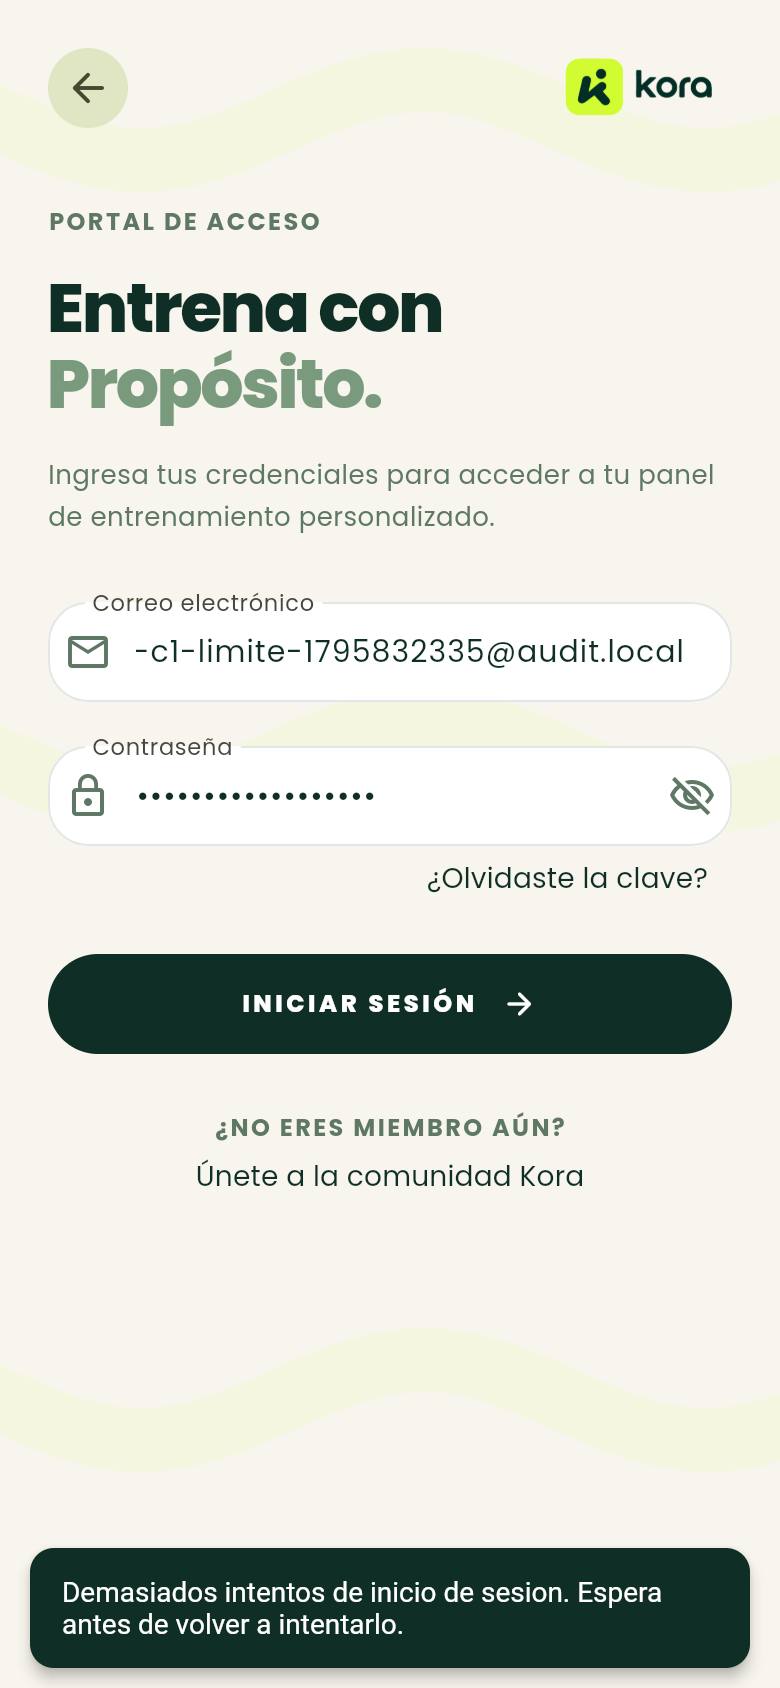 kora
PORTAL DE ACCESO
Entrena con
Propósito.
Ingresa tus credenciales para acceder a tu panel
de entrenamiento personalizado.
Correo electrónico
-c1-limite-1795832335@audit.local
Contraseña
••••••••••••••••••
¿Olvidaste la clave?
INICIAR SESIÓN
¿NO ERES MIEMBRO AÚN?
Únete a la comunidad Kora
Demasiados intentos de inicio de sesion. Espera
antes de volver a intentarlo.